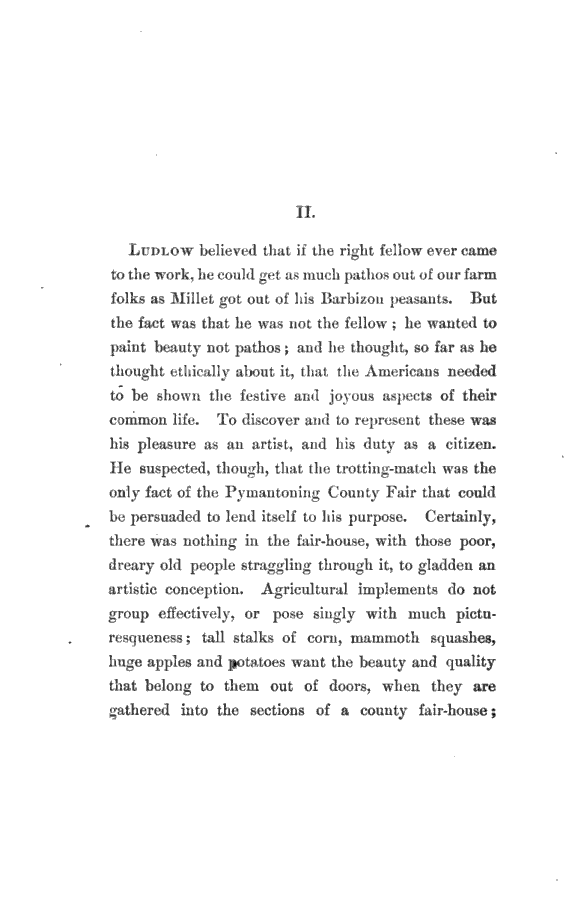 II.
Ludlow believed that if the right fellow ever came
to the work, he could get as much pathos out of our farm
folks as Millet got out of his Barbizon peasants. But
the fact was that he was not the fellow ; he wanted to
paint beauty not pathos ; and he thought, so far as he
thought ethically about it, that the Americans needed
to be shown the festive and joyous aspects of their
common life. To discover and to represent these was
his pleasure as an artist, and his duty as a citizen.
He suspected, though, that the trotting-match was the
only fact of the Pymantoning County Fair that could
be persuaded to lend itself to his purpose. Certainly,
there was nothing in the fair-house, with those poor,
dreary old people straggling through it, to gladden an
artistic conception. Agricultural implements do not
group effectively, or pose singly with much pictu-
resqueness ; tall stalks of corn, mammoth squashes,
huge apples and potatoes want the beauty and quality
that belong to them out of doors, when they are
gathered into the sections of a county fair-house ;